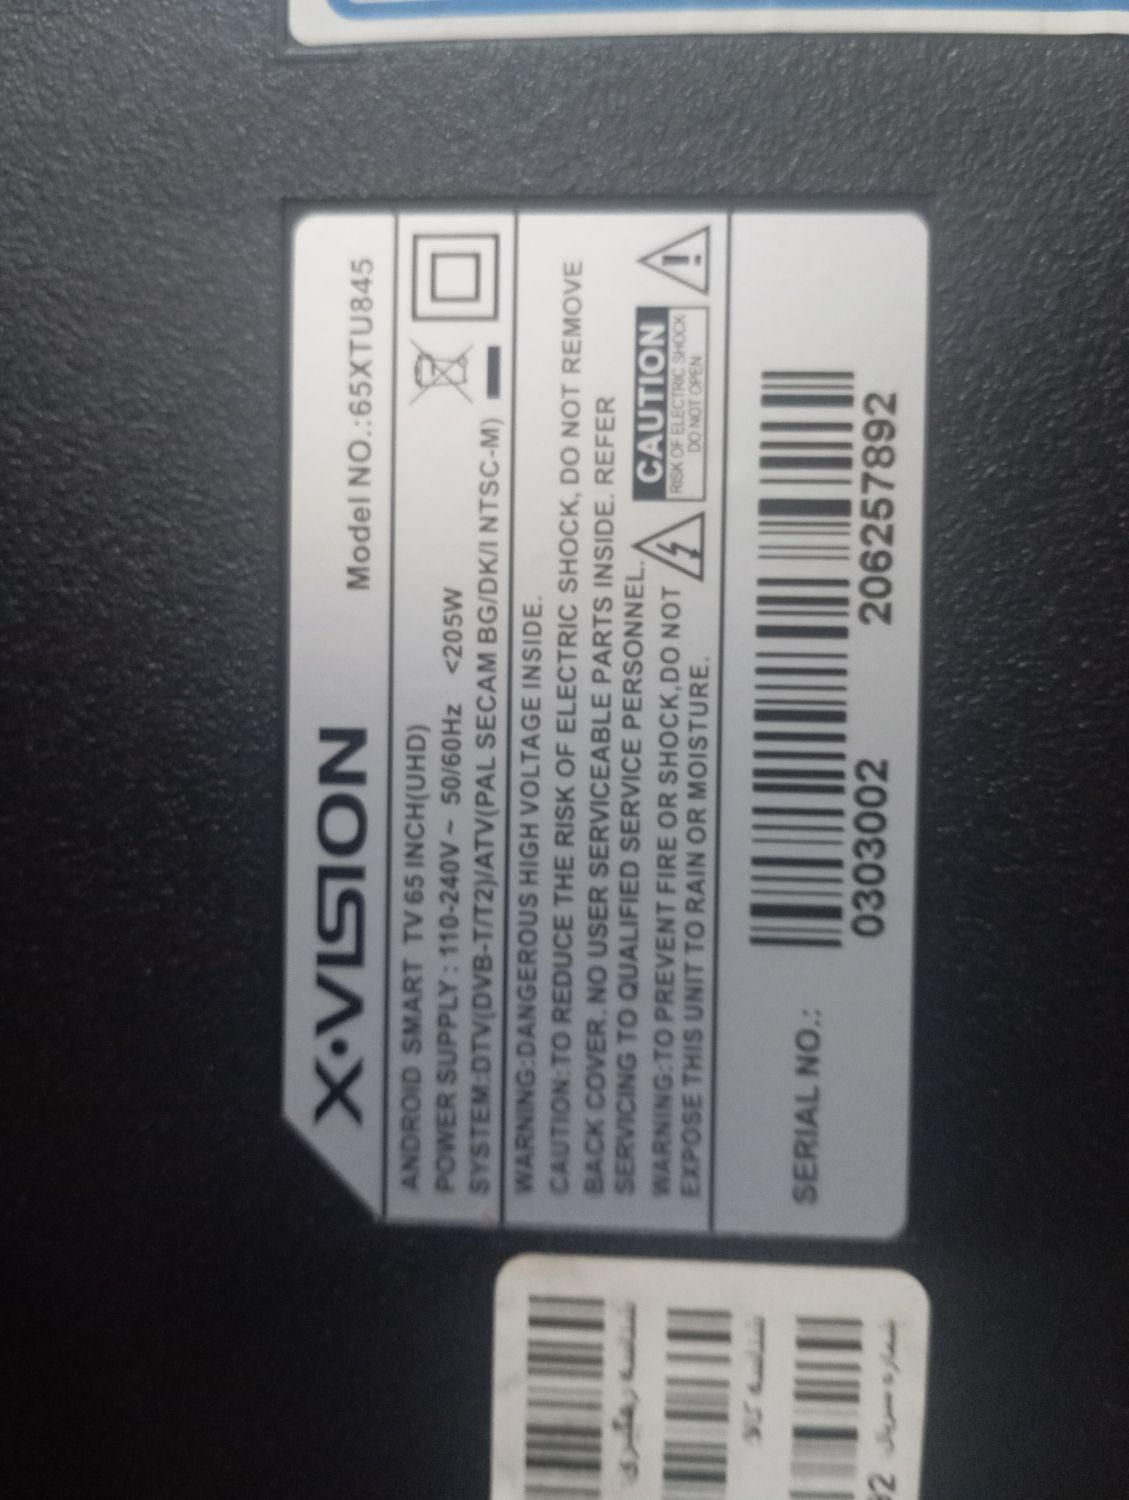 X·VISION
Model NO.:65XTU845
ANDROID SMART TV 65 INCH(UHD)
POWER SUPPLY : 110-240V ~ 50/60Hz <205W
SYSTEM:DTV(DVB-T/T2)/ATV(PAL SECAM BG/DK/I NTSC-M)
WARNING:DANGEROUS HIGH VOLTAGE INSIDE.
CAUTION:TO REDUCE THE RISK OF ELECTRIC SHOCK, DO NOT REMOVE
BACK COVER. NO USER SERVICEABLE PARTS INSIDE. REFER
SERVICING TO QUALIFIED SERVICE PERSONNEL.
WARNING:TO PREVENT FIRE OR SHOCK,DO NOT
EXPOSE THIS UNIT TO RAIN OR MOISTURE.
CAUTION
RISK OF ELECTRIC SHOCK
DO NOT OPEN
SERIAL NO.:
0303002 206257892
شناسه رهگیری
شناسه کالا
شماره سریال